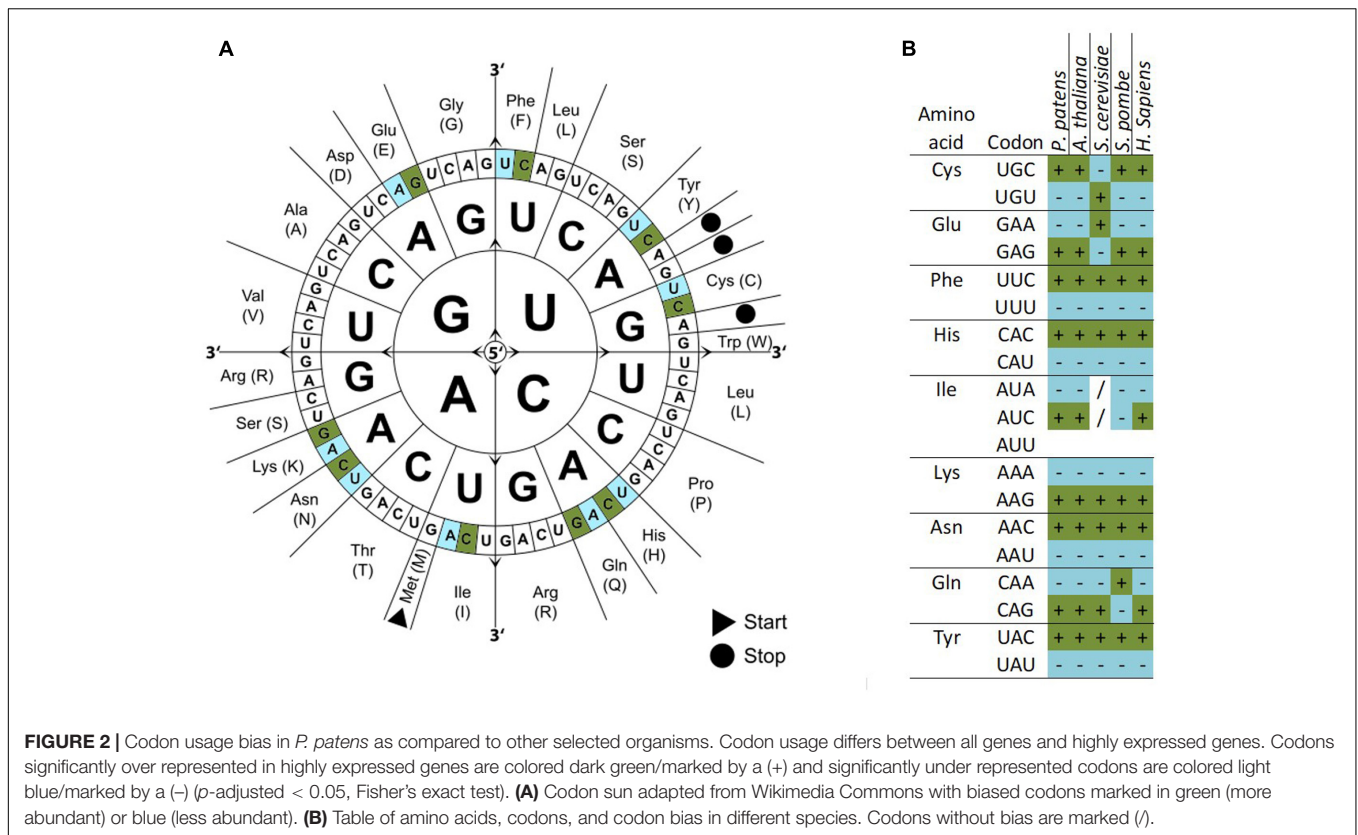 A
3'
Gly
(G)
Phe
(F)
Leu
(L)
Ser
(S)
Tyr
(Y)
Cys (C)
Trp (W)
3'
Leu
(L)
Pro
(P)
His
(H)
Gln
(Q)
Arg
(R)
3'
Ile
(I)
Met (M)
Thr
(T)
Asn
(N)
Lys (K)
Ser (S)
Arg (R)
3'
Val
(V)
Ala
(A)
Asp
(D)
Glu
(E)
5'
G U
A C
U C A G
U C A G
U C A G
U C A G
U C A G U C A G U C A G U C A G
U C A G U C A G U C A G U C A G
U C A G U C A G U C A G U C A G
U C A G U C A G U C A G U C A G
Start
Stop
B
Amino acid Codon P. patens A. thaliana S. cerevisiae S. pombe H. Sapiens
Cys UGC + + - + +
UGU - - + - -
Glu GAA - - + - -
GAG + + - + +
Phe UUC + + + + +
UUU - - - - -
His CAC + + + + +
CAU - - - - -
Ile AUA - - / - -
AUC + + / - +
AUU
Lys AAA - - - - -
AAG + + + + +
Asn AAC + + + + +
AAU - - - - -
Gln CAA - - - + -
CAG + + + - +
Tyr UAC + + + + +
UAU - - - - -
FIGURE 2 | Codon usage bias in P. patens as compared to other selected organisms. Codon usage differs between all genes and highly expressed genes. Codons
significantly over represented in highly expressed genes are colored dark green/marked by a (+) and significantly under represented codons are colored light
blue/marked by a (–) (p-adjusted < 0.05, Fisher's exact test). (A) Codon sun adapted from Wikimedia Commons with biased codons marked in green (more
abundant) or blue (less abundant). (B) Table of amino acids, codons, and codon bias in different species. Codons without bias are marked (/).